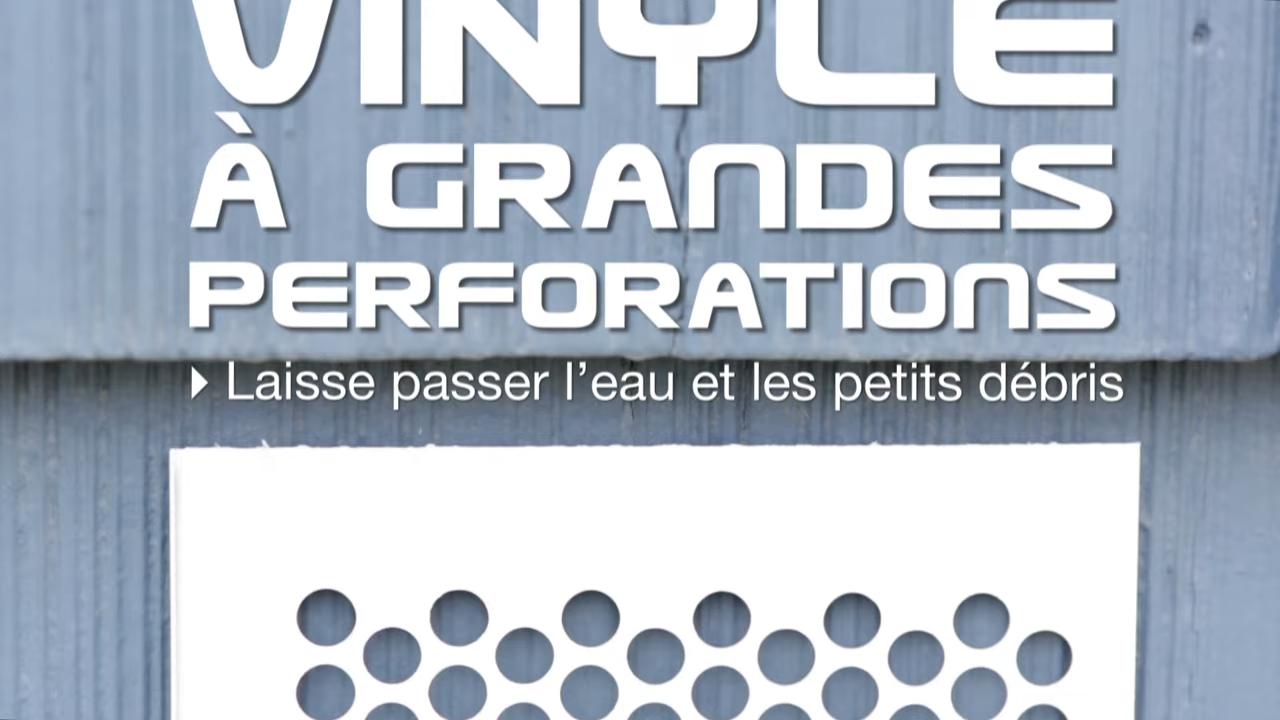 VINYLE
À GRANDES
PERFORATIONS
Laisse passer l’eau et les petits débris